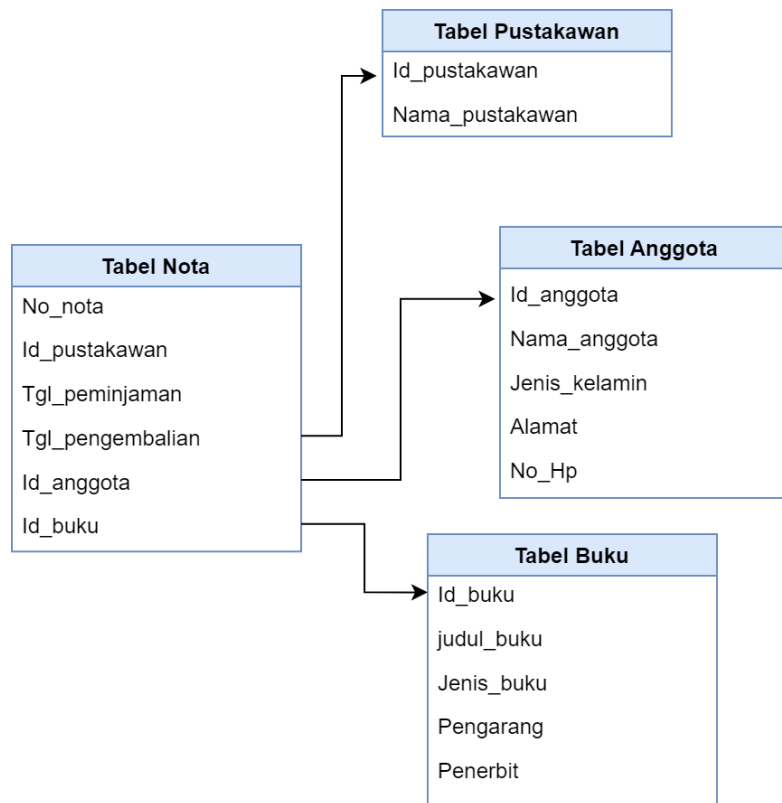 Tabel Pustakawan
Id_pustakawan
Nama_pustakawan
Tabel Nota
No_nota
Id_pustakawan
Tgl_peminjaman
Tgl_pengembalian
Id_anggota
Id_buku
Tabel Anggota
Id_anggota
Nama_anggota
Jenis_kelamin
Alamat
No_Hp
Tabel Buku
Id_buku
judul_buku
Jenis_buku
Pengarang
Penerbit